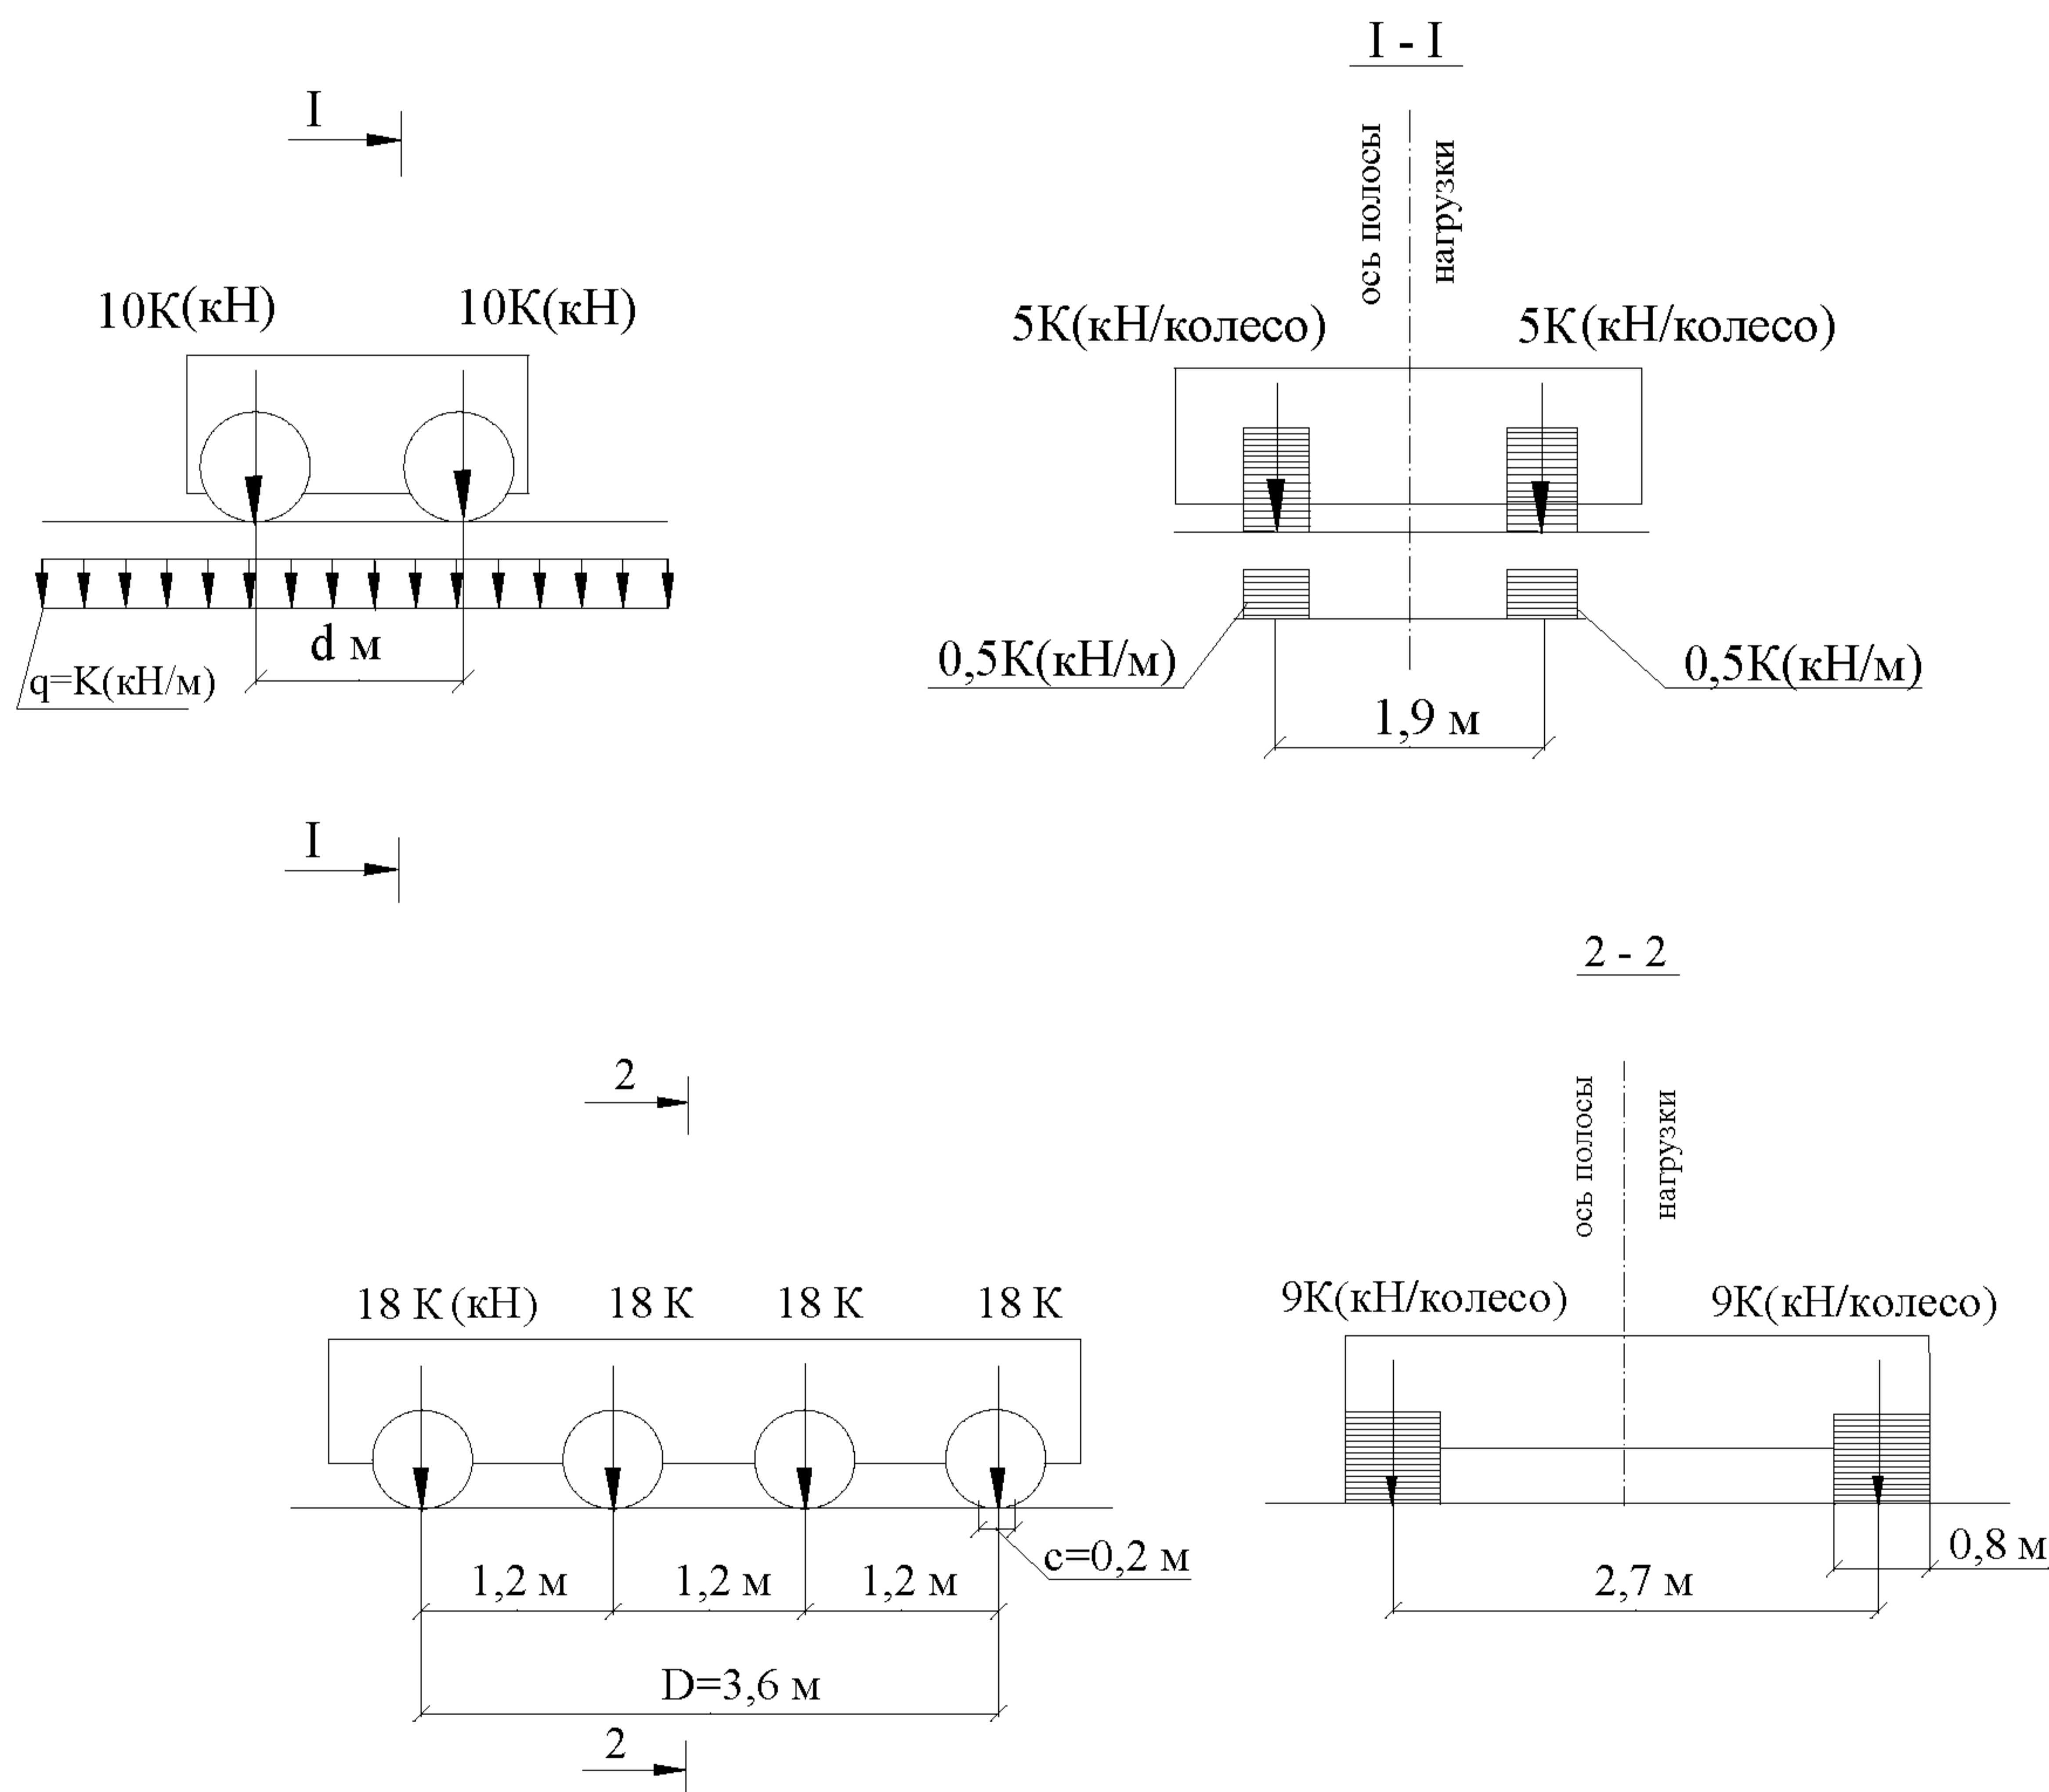 I
10К(кН) 10К(кН)
d м
q=К(кН/м)
I
I - I
ось полосы
нагрузки
5К(кН/колесо) 5К(кН/колесо)
0,5К(кН/м) 0,5К(кН/м)
1,9 м
2
18 К (кН) 18 К 18 К 18 К
c=0,2 м
1,2 м 1,2 м 1,2 м
D=3,6 м
2
2 - 2
ось полосы
нагрузки
9К(кН/колесо) 9К(кН/колесо)
0,8 м
2,7 м